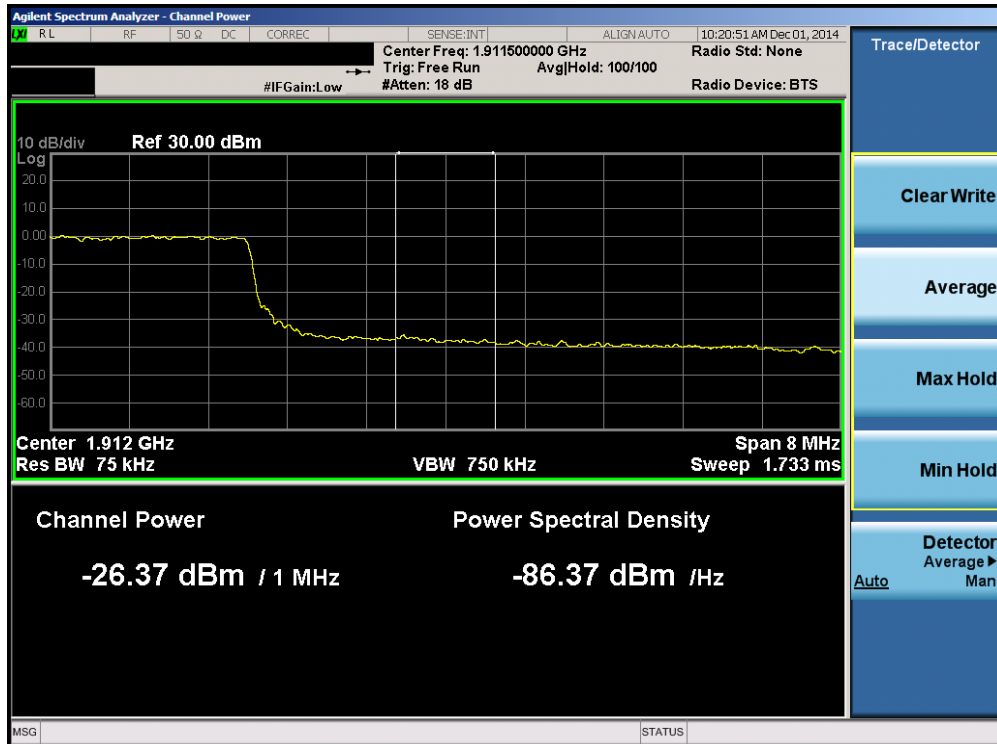 Agilent Spectrum Analyzer - Channel Power
LXI RL RF 50 Ω DC CORREC SENSE:INT ALIGN AUTO 10:20:51 AM Dec 01, 2014
Center Freq: 1.911500000 GHz Radio Std: None
Trig: Free Run Avg|Hold: 100/100
#IFGain:Low #Atten: 18 dB Radio Device: BTS
10 dB/div Ref 30.00 dBm
Log
20.0
10.0
0.00
-10.0
-20.0
-30.0
-40.0
-50.0
-60.0
Center 1.912 GHz Span 8 MHz
Res BW 75 kHz VBW 750 kHz Sweep 1.733 ms
Channel Power Power Spectral Density
-26.37 dBm / 1 MHz -86.37 dBm /Hz
Trace/Detector
Clear Write
Average
Max Hold
Min Hold
Detector
Average
Auto Man
MSG STATUS